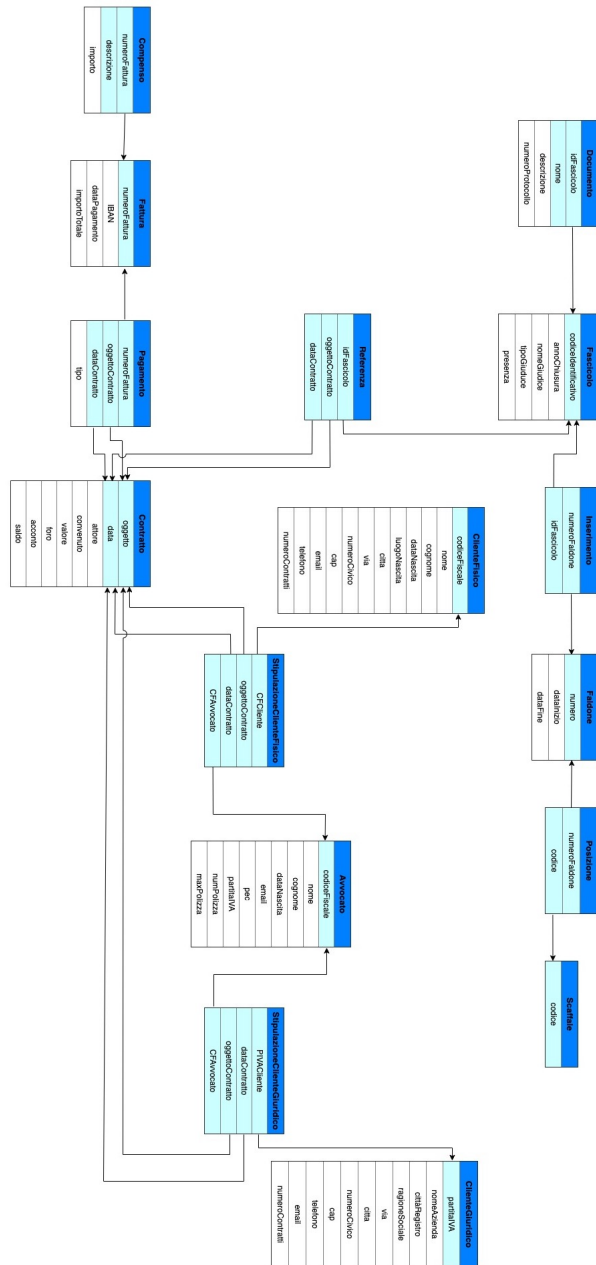 Documento
idFascicolo
nome
descrizione
numeroProtocollo
Fascicolo
codiceIdentificativo
annoChiusura
nomeGiudice
tipoGiuduce
presenza
Inserimento
numeroFaldone
idFascicolo
Faldone
numero
dataInizio
dataFine
Posizione
numeroFaldone
codice
Scaffale
codice
ClienteFisico
codiceFiscale
nome
cognome
dataNascita
luogoNascita
citta
via
numeroCivico
cap
email
telefono
numeroContratti
ClienteGiuridico
partitaIVA
nomeAzienda
cittàRegistro
ragioneSociale
via
citta
numeroCivico
cap
telefono
email
numeroContratti
Referenza
idFascicolo
oggettoContratto
dataContratto
Avvocato
codiceFiscale
nome
cognome
dataNascita
email
pec
partitaIVA
numPolizza
maxPolizza
StipulazioneClienteFisico
CFCliente
oggettoContratto
dataContratto
CFAvvocato
StipulazioneClienteGiuridico
PIVACliente
dataContratto
oggettoContratto
CFAvvocato
Compenso
numeroFattura
descrizione
importo
Fattura
numeroFattura
IBAN
dataPagamento
importoTotale
Pagamento
numeroFattura
oggettoContratto
dataContratto
tipo
Contratto
oggetto
data
attore
convenuto
valore
foro
acconto
saldo